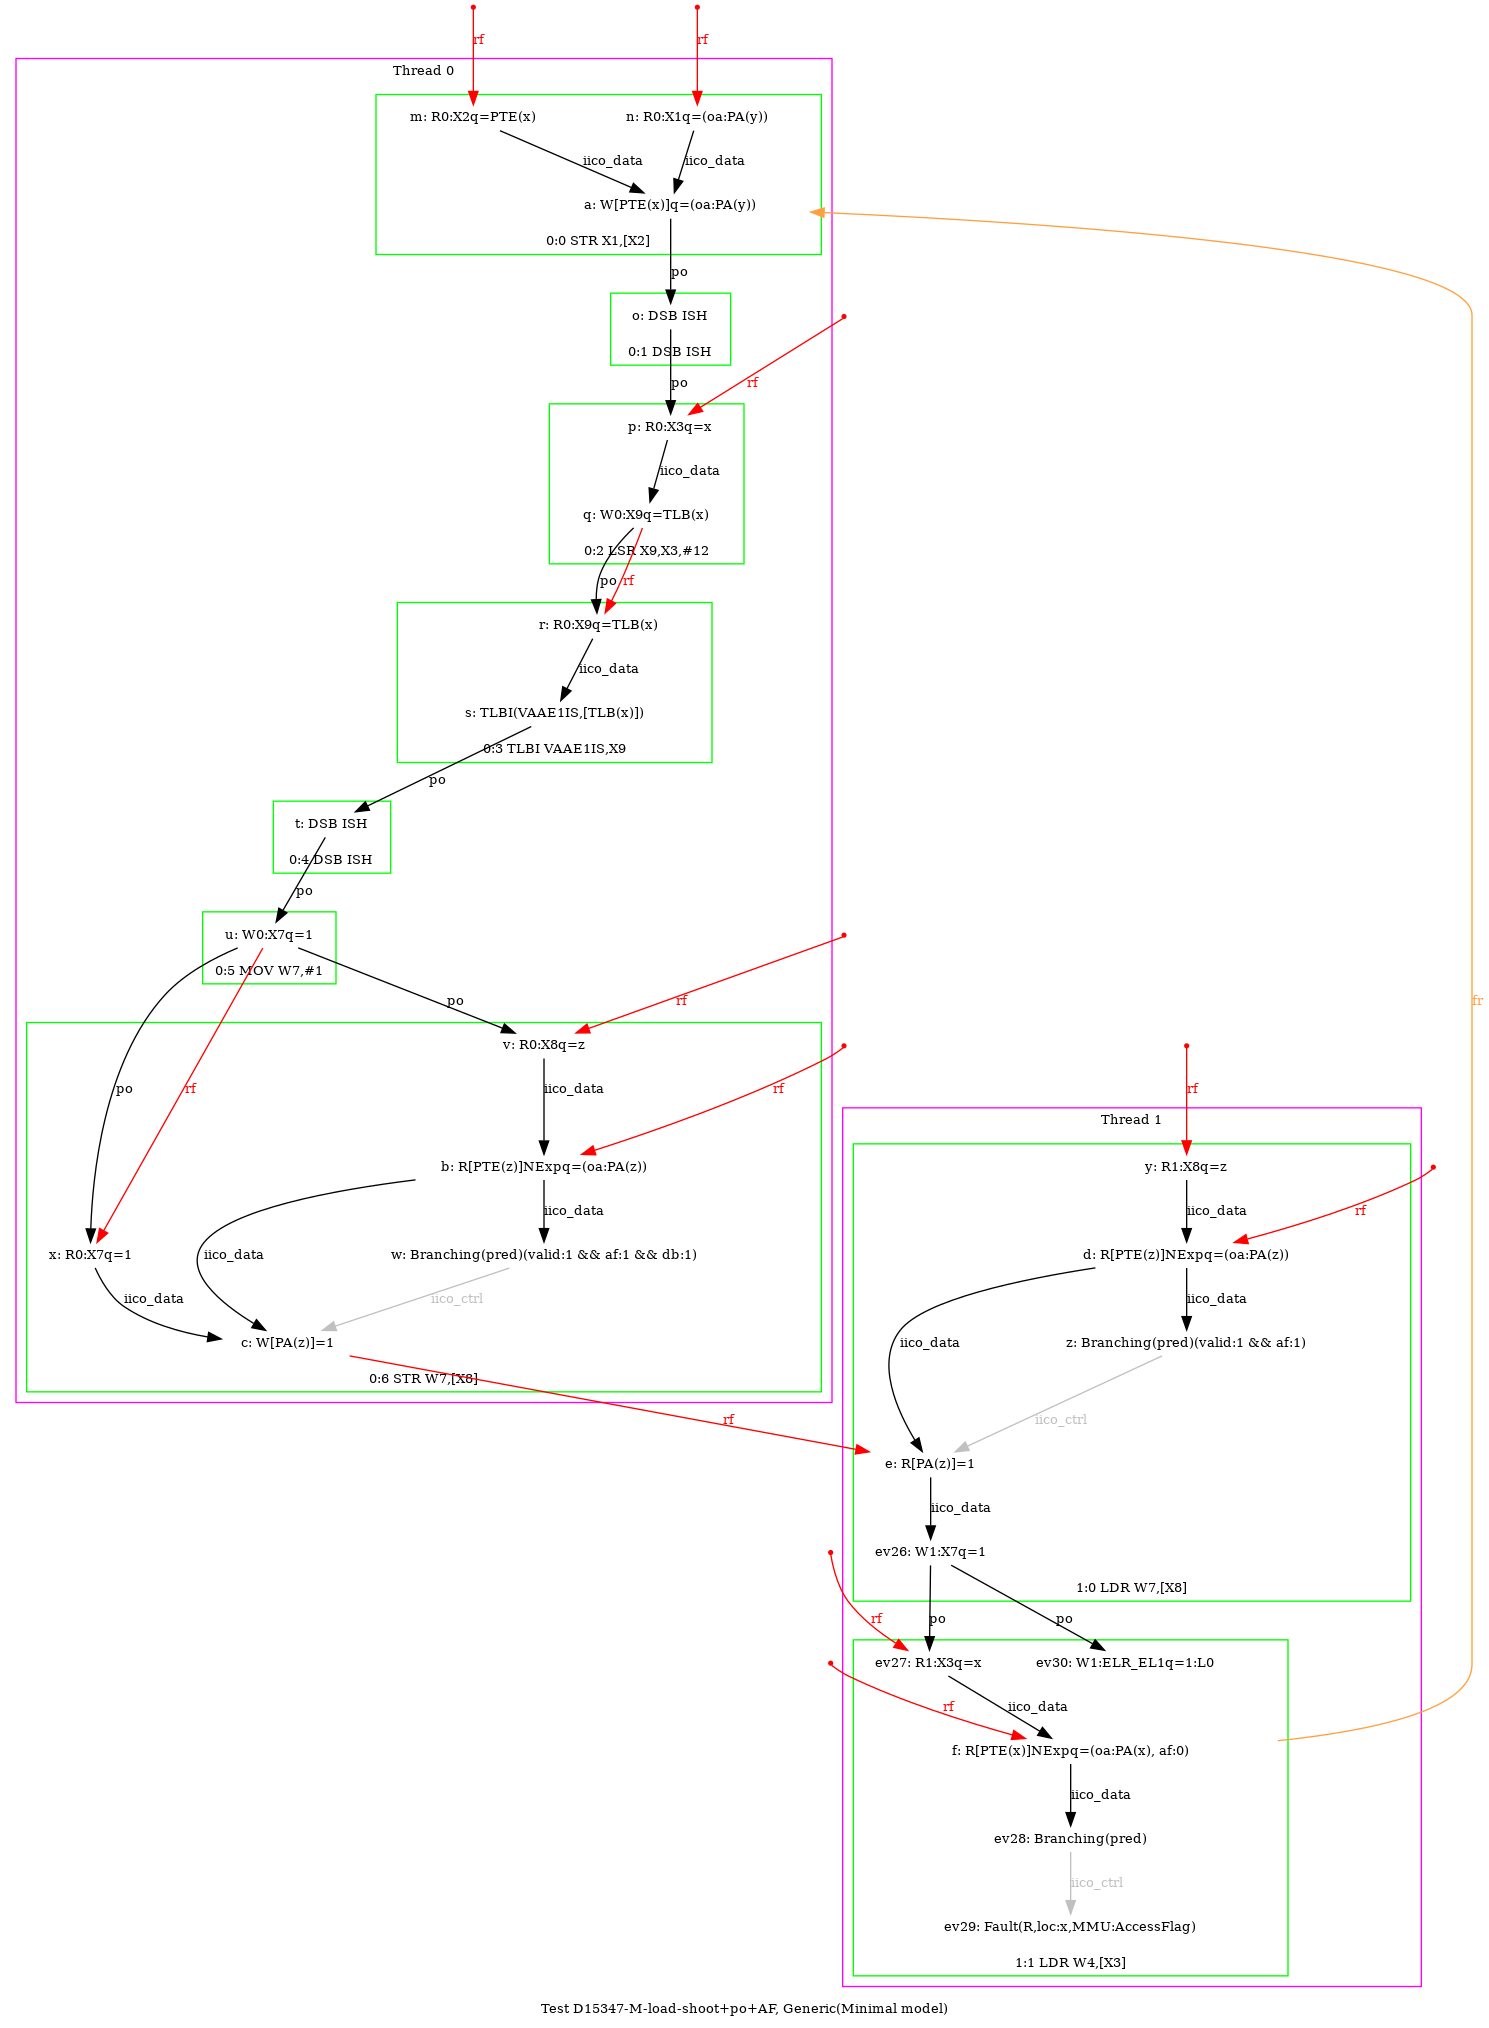 rf
rf
Thread 0
m: R0:X2q=PTE(x)
n: R0:X1q=(oa:PA(y))
iico_data
iico_data
a: W[PTE(x)]q=(oa:PA(y))
0:0 STR X1,[X2]
po
o: DSB ISH
0:1 DSB ISH
po
rf
p: R0:X3q=x
iico_data
q: W0:X9q=TLB(x)
0:2 LSR X9,X3,#12
po
rf
r: R0:X9q=TLB(x)
iico_data
s: TLBI(VAAE1IS,[TLB(x)])
0:3 TLBI VAAE1IS,X9
po
t: DSB ISH
0:4 DSB ISH
po
u: W0:X7q=1
0:5 MOV W7,#1
po
rf
fr
v: R0:X8q=z
po
rf
iico_data
rf
rf
Thread 1
b: R[PTE(z)]NExpq=(oa:PA(z))
y: R1:X8q=z
iico_data
iico_data
rf
x: R0:X7q=1
iico_data
w: Branching(pred)(valid:1 && af:1 && db:1)
d: R[PTE(z)]NExpq=(oa:PA(z))
iico_data
iico_ctrl
iico_data
c: W[PA(z)]=1
iico_data
z: Branching(pred)(valid:1 && af:1)
0:6 STR W7,[X8]
rf
iico_ctrl
e: R[PA(z)]=1
iico_data
ev26: W1:X7q=1
1:0 LDR W7,[X8]
rf
po
po
ev27: R1:X3q=x
ev30: W1:ELR_EL1q=1:L0
rf
iico_data
f: R[PTE(x)]NExpq=(oa:PA(x), af:0)
iico_data
ev28: Branching(pred)
iico_ctrl
ev29: Fault(R,loc:x,MMU:AccessFlag)
1:1 LDR W4,[X3]
Test D15347-M-load-shoot+po+AF, Generic(Minimal model)